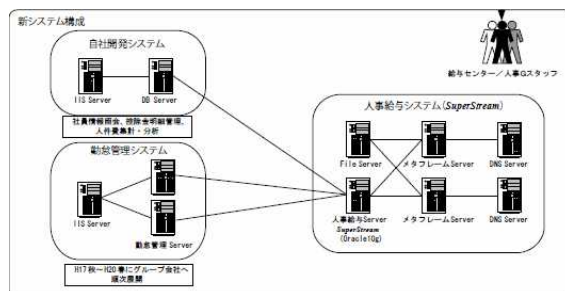 新システム構成
自社開発システム
IIS Server
DB Server
社員情報照会、控除金明細管理、
人件費集計・分析
勤怠管理システム
IIS Server
勤怠管理 Server
H17秋~H20春にグループ会社へ
順次展開
給与センター/人事Gスタッフ
人事給与システム(SuperStream)
File Server
メタフレームServer
DNS Server
人事給与Server
SuperStream
(Oracle10g)
メタフレームServer
DNS Server